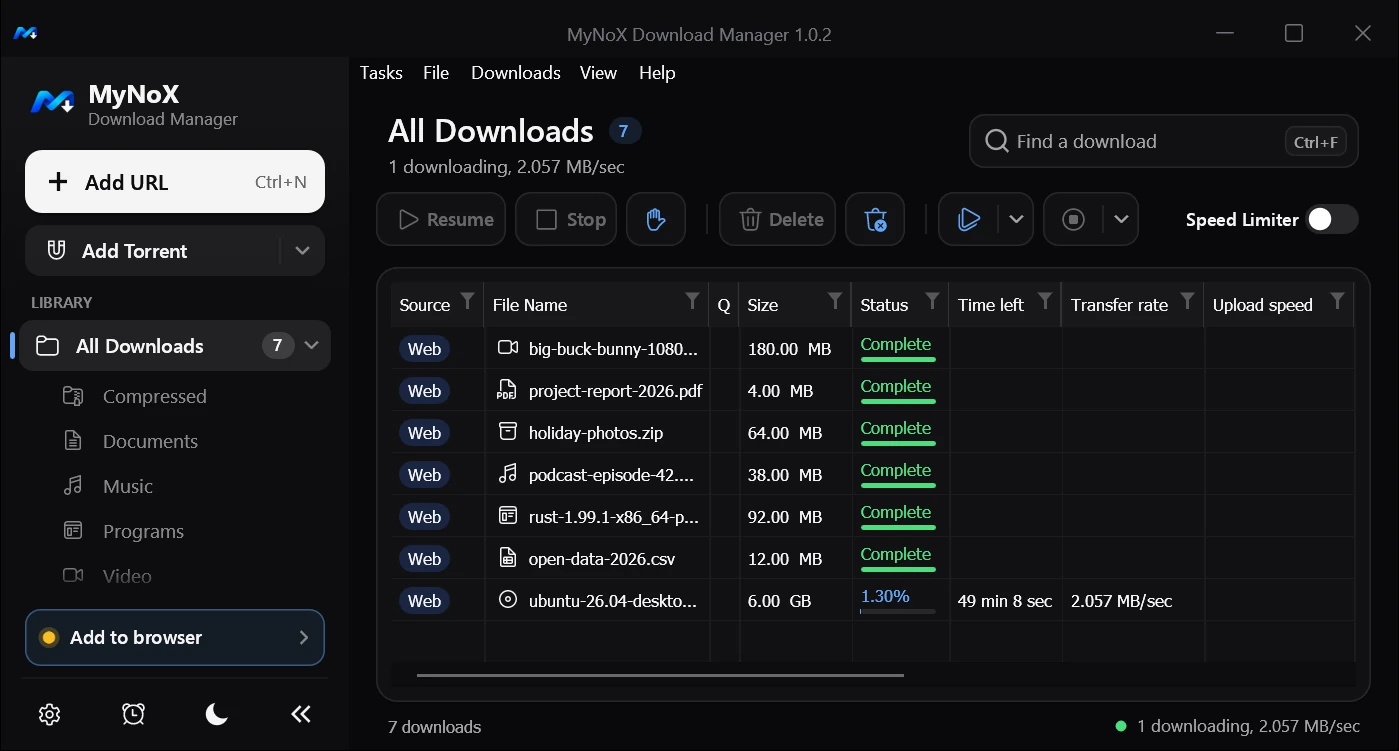 MyNoX Download Manager 1.0.2
MyNoX
Download Manager
Add URL Ctrl+N
Add Torrent
LIBRARY
All Downloads 7
Compressed
Documents
Music
Programs
Video
Add to browser
Tasks File Downloads View Help
All Downloads 7
1 downloading, 2.057 MB/sec
Find a download Ctrl+F
Resume Stop Delete Speed Limiter
Source File Name Q Size Status Time left Transfer rate Upload speed
Web big-buck-bunny-1080... 180.00 MB Complete
Web project-report-2026.pdf 4.00 MB Complete
Web holiday-photos.zip 64.00 MB Complete
Web podcast-episode-42.... 38.00 MB Complete
Web rust-1.99.1-x86_64-p... 92.00 MB Complete
Web open-data-2026.csv 12.00 MB Complete
Web ubuntu-26.04-deskto... 6.00 GB 1.30% 49 min 8 sec 2.057 MB/sec
7 downloads
1 downloading, 2.057 MB/sec